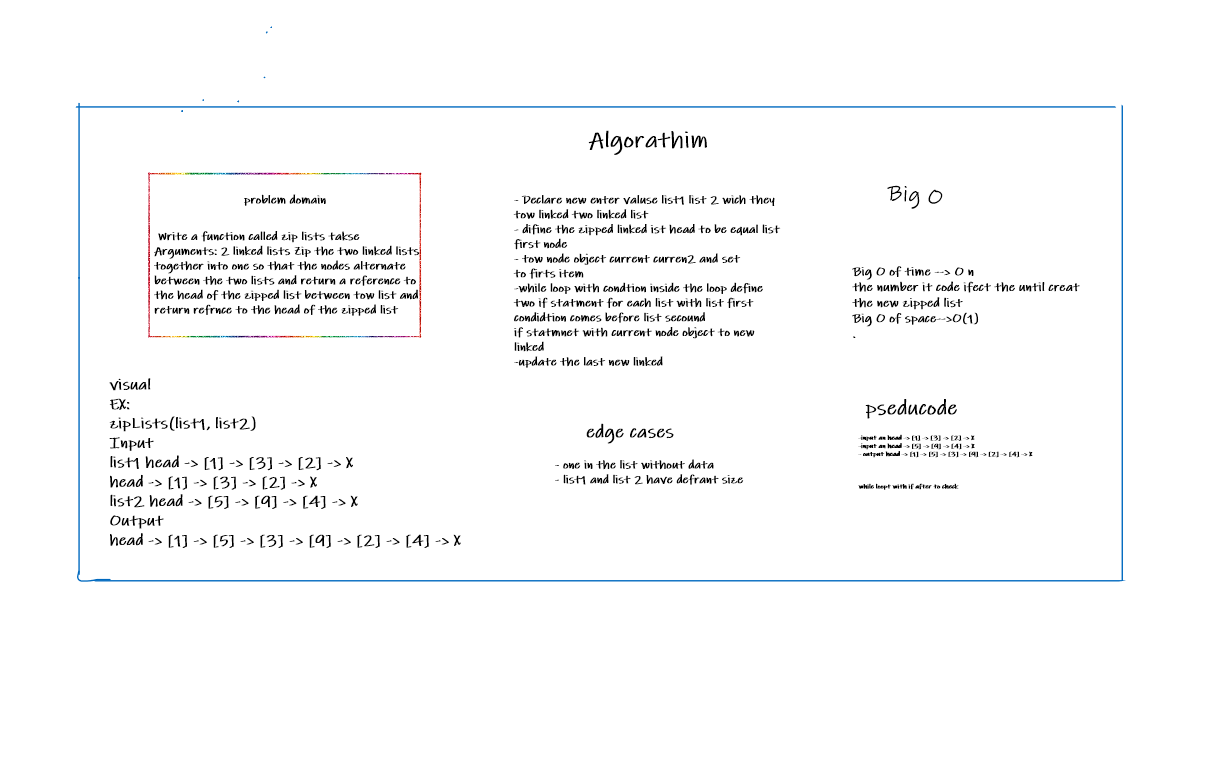 Algorathim
problem domain
Write a function called zip lists takse
Arguments: 2 linked lists Zip the two linked lists
together into one so that the nodes alternate
between the two lists and return a reference to
the head of the zipped list between tow list and
return refrnce to the head of the zipped list
visual
EX:
zipLists(list1, list2)
Input
list1 head -> [1] -> [3] -> [2] -> X
head -> [1] -> [3] -> [2] -> X
list2 head -> [5] -> [9] -> [4] -> X
Output
head -> [1] -> [5] -> [3] -> [9] -> [2] -> [4] -> X
- Declare new enter valuse list1 list 2 wich they
tow linked two linked list
- difine the zipped linked ist head to be equal list
first node
- tow node object current curren2 and set
to firts item
-while loop with condtion inside the loop define
two if statment for each list with list first
condidtion comes before list secound
if statmnet with current node object to new
linked
-update the last new linked
edge cases
- one in the list without data
- list1 and list 2 have defrant size
Big O
Big O of time --> O n
the number it code ifect the until creat
the new zipped list
Big O of space-->O(1)
.
pseducode
-input an head -> [1] -> [3] -> [2] -> X
-input an head -> [5] -> [9] -> [4] -> X
- output head -> [1] -> [5] -> [3] -> [9] -> [2] -> [4] -> X
while loopt with if after to check